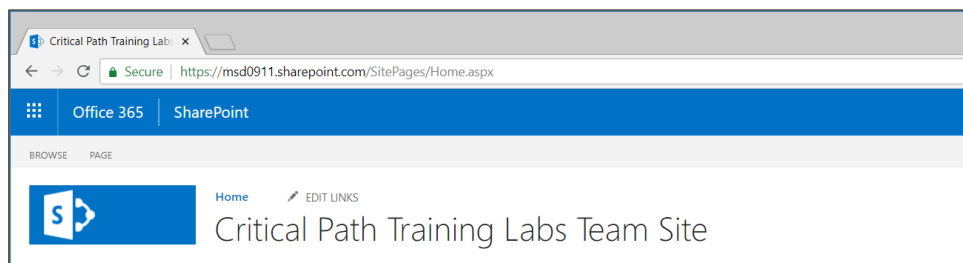 Critical Path Training Labs
Secure | https://msd0911.sharepoint.com/SitePages/Home.aspx
Office 365 SharePoint
BROWSE PAGE
S
Home EDIT LINKS
Critical Path Training Labs Team Site